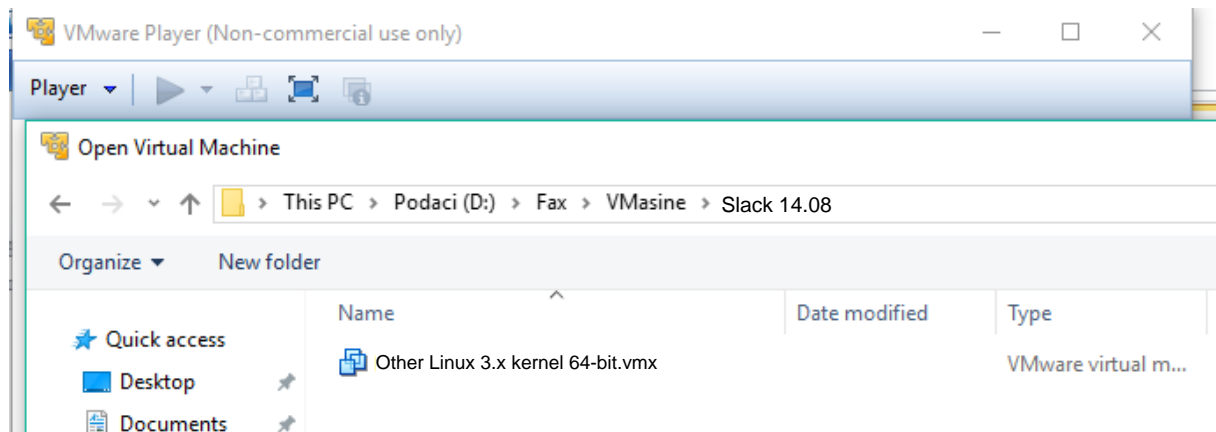 VMware Player (Non-commercial use only)
Player
Open Virtual Machine
This PC > Podaci (D:) > Fax > VMasine > Slack 14.08
Organize New folder
Name Date modified Type
Quick access
Other Linux 3.x kernel 64-bit.vmx VMware virtual m...
Desktop
Documents